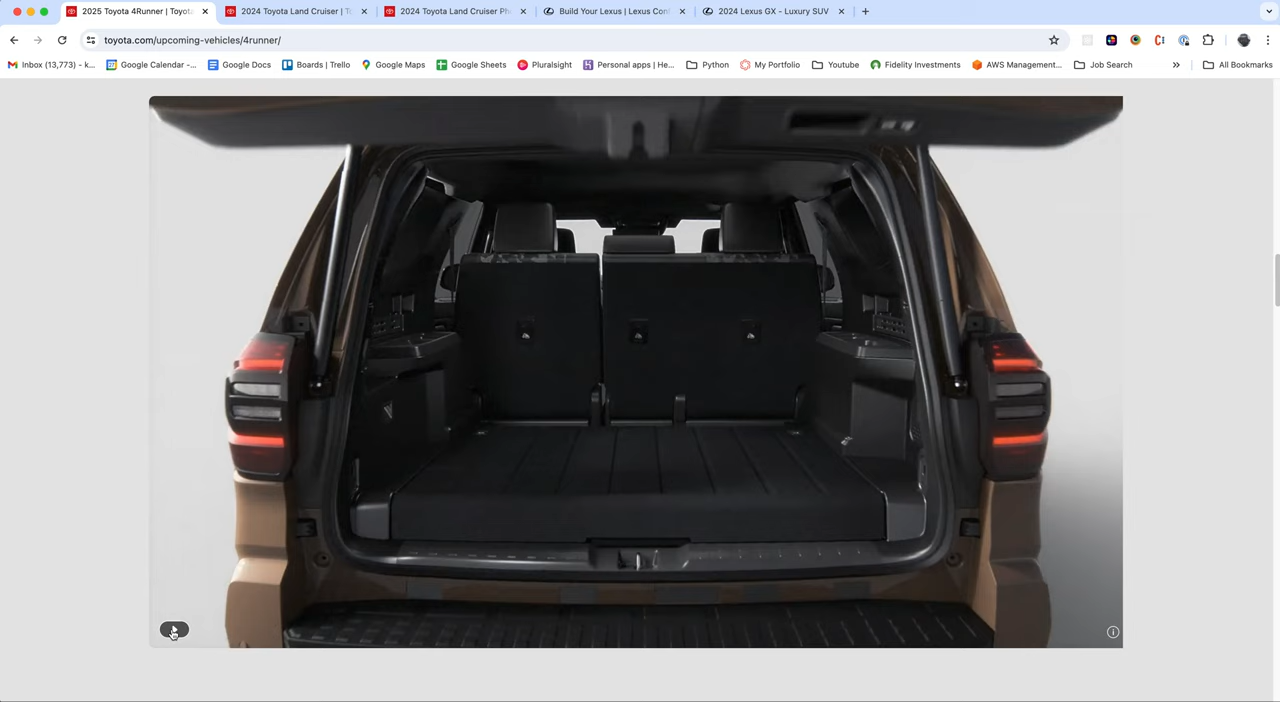 2025 Toyota 4Runner | Toyota
2024 Toyota Land Cruiser | T
2024 Toyota Land Cruiser Ph
Build Your Lexus | Lexus Con
2024 Lexus GX - Luxury SUV
toyota.com/upcoming-vehicles/4runner/
Inbox (13,773) - k...
Google Calendar -...
Google Docs
Boards | Trello
Google Maps
Google Sheets
Pluralsight
Personal apps | He...
Python
My Portfolio
Youtube
Fidelity Investments
AWS Management...
Job Search
All Bookmarks